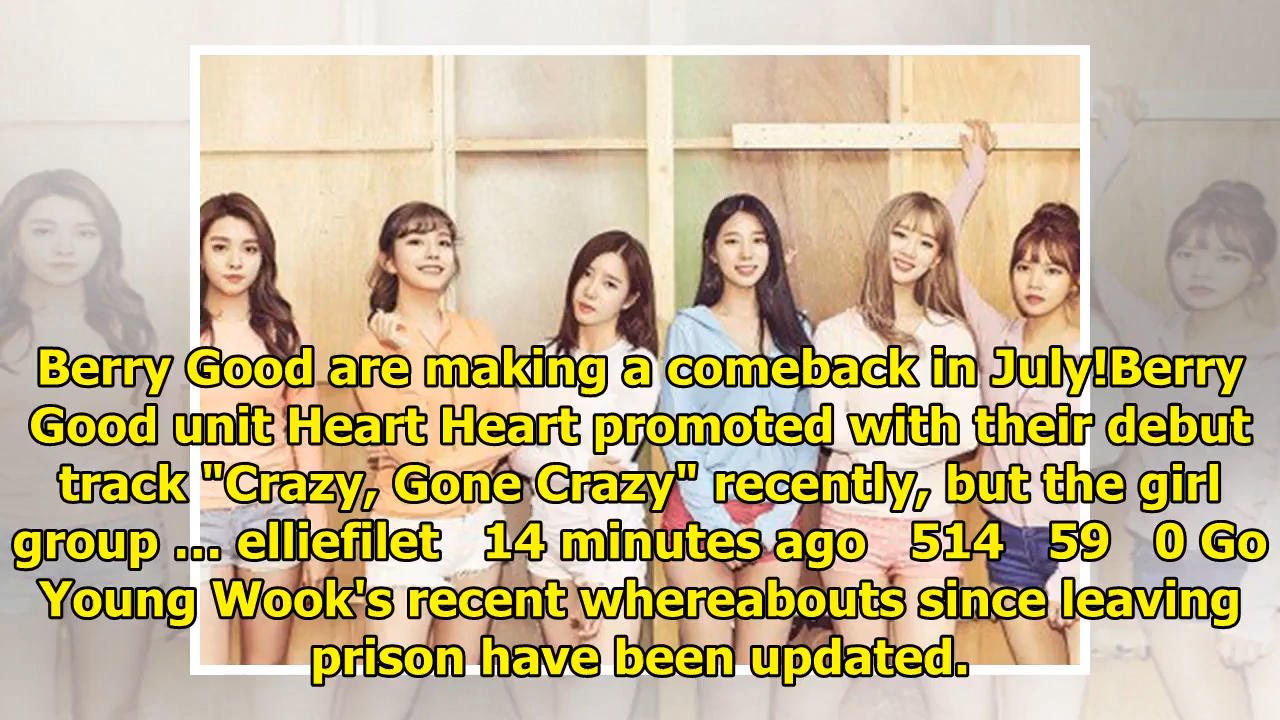 Berry Good are making a comeback in July!Berry
Good unit Heart Heart promoted with their debut
track "Crazy, Gone Crazy" recently, but the girl
group ... elliefilet 14 minutes ago 514 59 0 Go
Young Wook's recent whereabouts since leaving
prison have been updated.